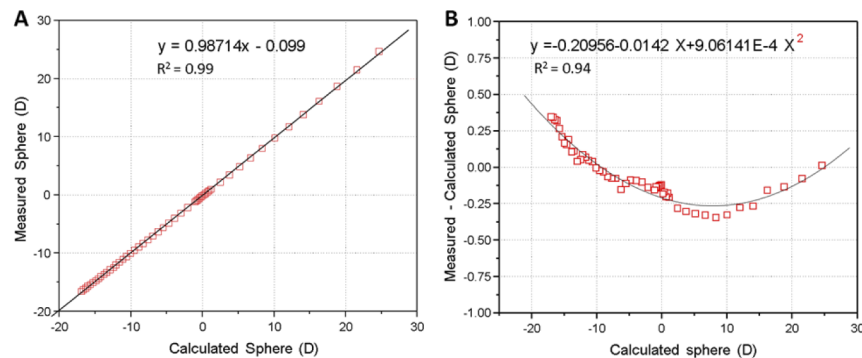 A
30
20
10
0
-10
-20
-20
-10
0
10
20
30
Measured Sphere (D)
Calculated Sphere (D)
y = 0.98714x - 0.099
R² = 0.99
B
1.00
0.75
0.50
0.25
0.00
-0.25
-0.50
-0.75
-1.00
-20
-10
0
10
20
30
Measured - Calculated Sphere (D)
Calculated sphere (D)
y =-0.20956-0.0142 X+9.06141E-4 X²
R² = 0.94